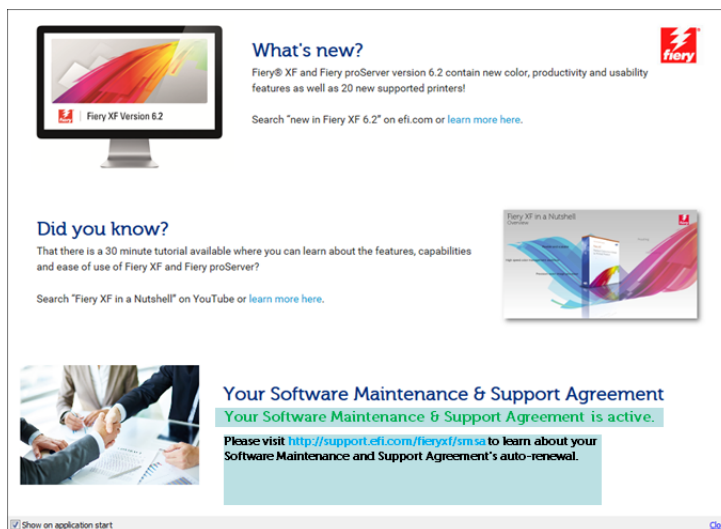 What's new?
fiery
Fiery® XF and Fiery proServer version 6.2 contain new color, productivity and usability
features as well as 20 new supported printers!
Fiery XF Version 6.2
Search "new in Fiery XF 6.2" on efi.com or learn more here.
Did you know?
That there is a 30 minute tutorial available where you can learn about the features, capabilities
and ease of use of Fiery XF and Fiery proServer?
Search "Fiery XF in a Nutshell" on YouTube or learn more here.
Fiery XF in a Nutshell
Overview
Your Software Maintenance & Support Agreement
Your Software Maintenance & Support Agreement is active.
Please visit http://support.efi.com/fieryxf/smsa to learn about your
Software Maintenance and Support Agreement's auto-renewal.
Show on application start
Clo